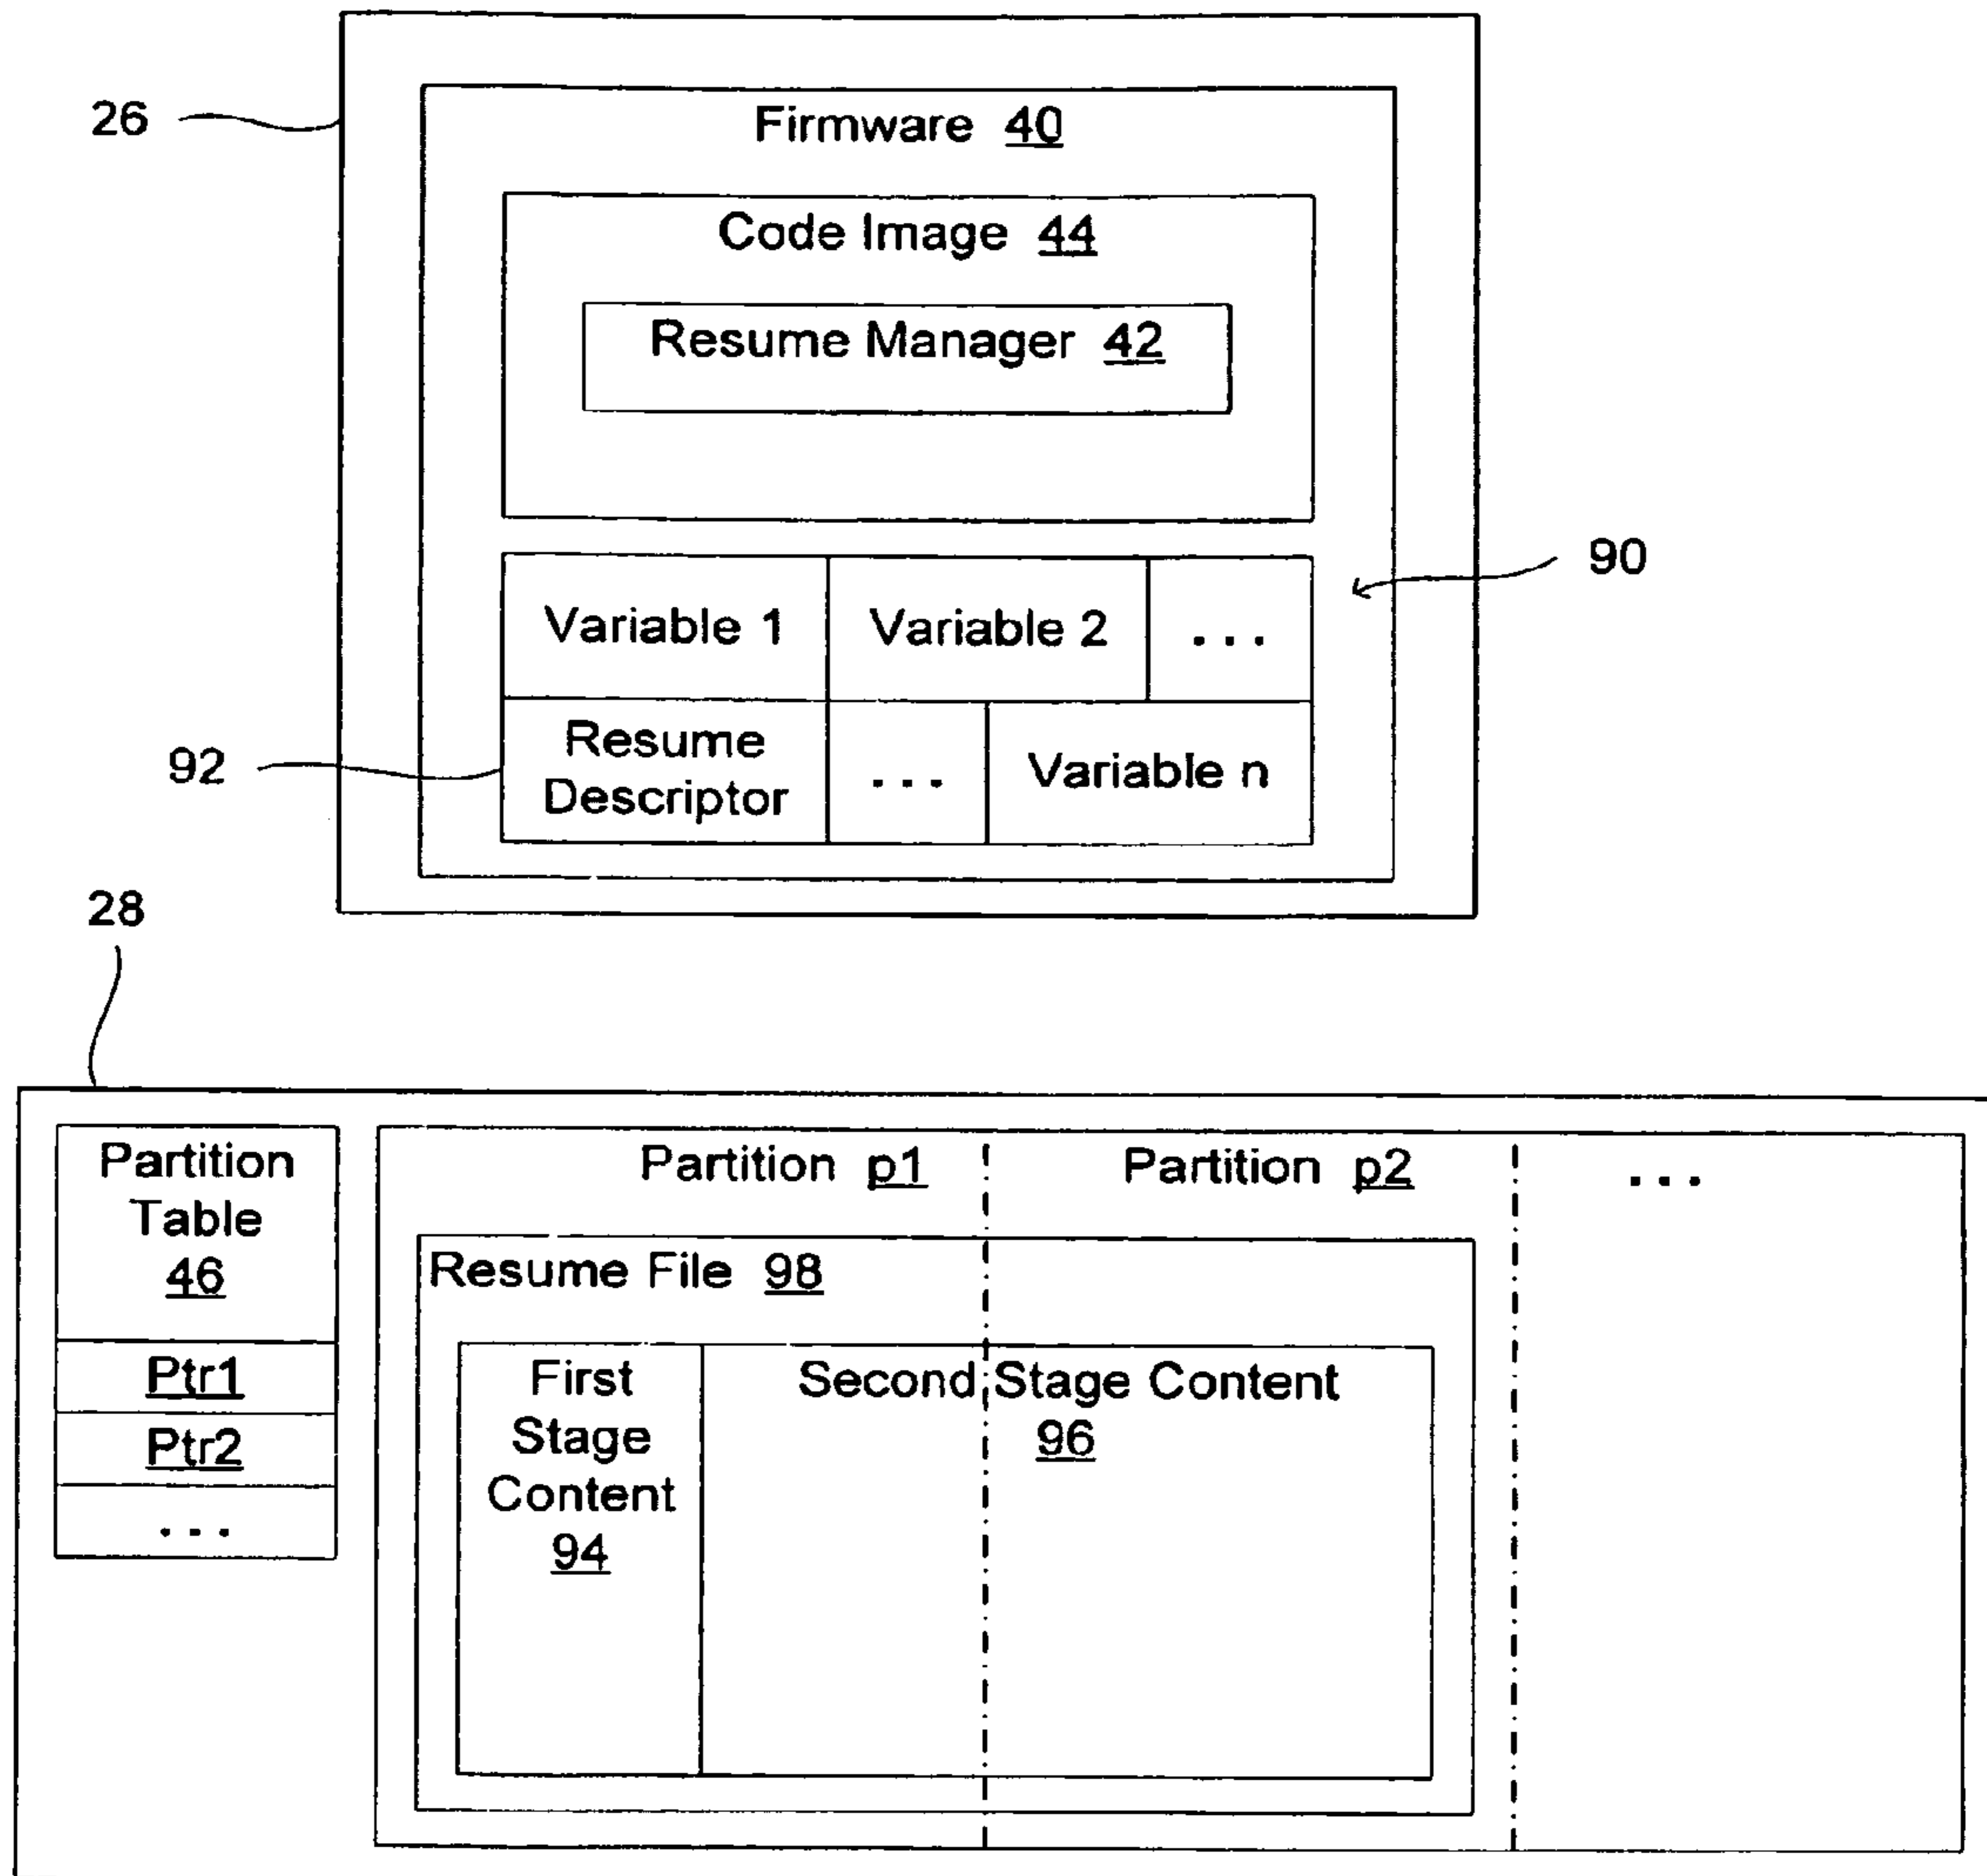 26
Firmware 40
Code Image 44
Resume Manager 42
90
Variable 1
Variable 2
...
92
Resume
Descriptor
...
Variable n
28
Partition
Table
46
Ptr1
Ptr2
...
Partition p1
Partition p2
...
Resume File 98
First
Stage
Content
94
Second Stage Content
96